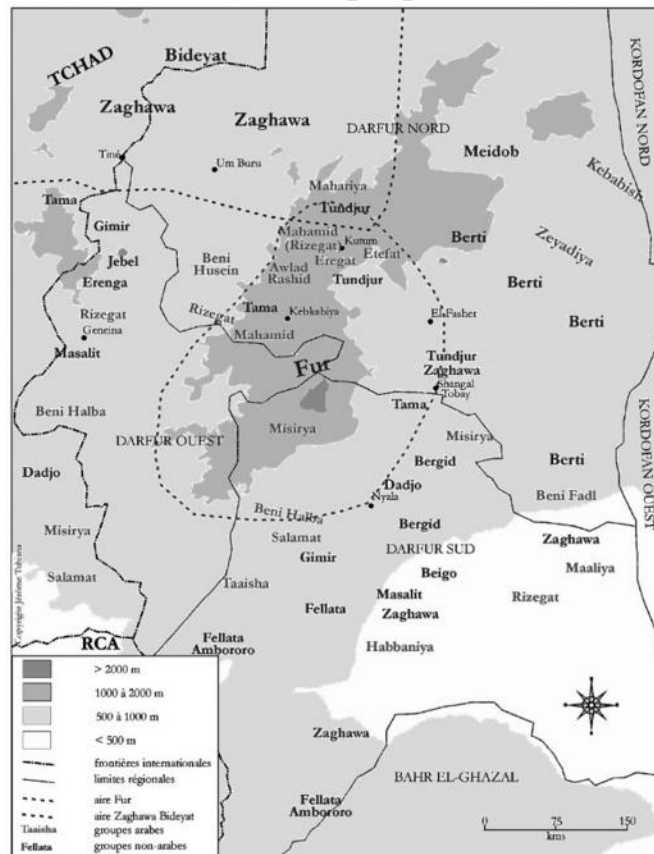 TCHAD
Bideyat
Zaghawa
Zaghawa
DARFUR NORD
KORDOFAN NORD
Meidob
Kebabish
Tiné
Um Buru
Mahariya
Tama
Tundjur
Gimir
Mahamid
(Rizegat)
Kutum
Berti
Zeyadiya
Beni
Husein
Eregat
Etefat
Jebel
Awlad
Rashid
Tundjur
Berti
Erenga
Rizegat
Rizegat
Tama
Kebkabiya
El-Fasher
Berti
Geneina
Mahamid
Masalit
Fur
Tundjur
Zaghawa
Shangal
Tobay
Tama
Beni Halba
DARFUR OUEST
Misirya
Misirya
KORDOFAN OUEST
Bergid
Berti
Dadjo
Dadjo
Beni Fadl
Nyala
Beni Halba
Misirya
Salamat
Bergid
Zaghawa
Gimir
DARFUR SUD
Salamat
Taaisha
Beigo
Maaliya
Masalit
Rizegat
Fellata
Zaghawa
RCA
Fellata
Ambororo
Habbaniya
Zaghawa
BAHR EL-GHAZAL
Fellata
Ambororo
Copyright Jérôme Tubiana
> 2000 m
1000 à 2000 m
500 à 1000 m
< 500 m
frontières internationales
limites régionales
aire Fur
aire Zaghawa Bideyat
Taaisha groupes arabes
Fellata groupes non-arabes
0 75 150
kms